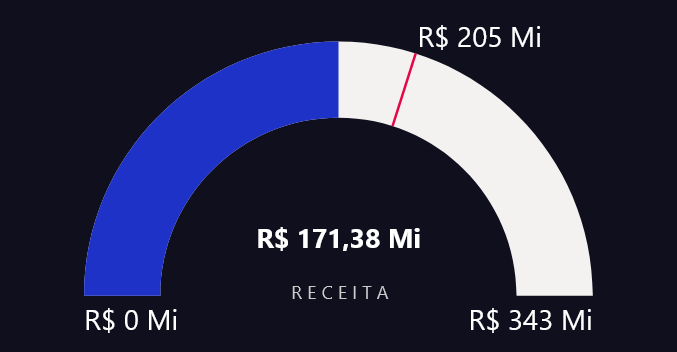 R$ 205 Mi
R$ 171,38 Mi
RECEITA
R$ 0 Mi
R$ 343 Mi